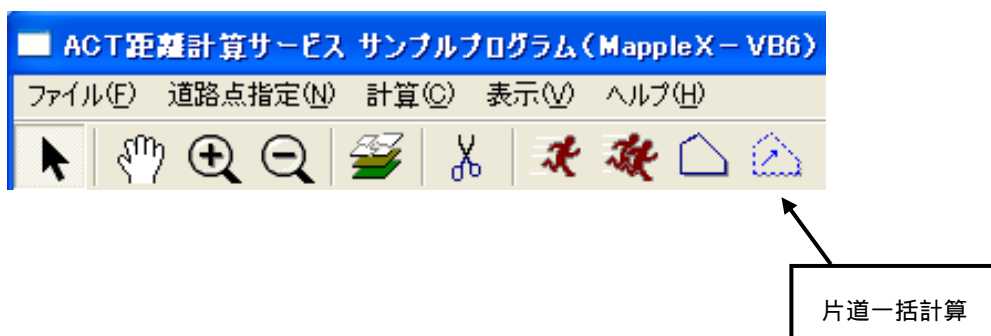 ACT距離計算サービス サンプルプログラム(MappleX－VB6)
ファイル(F) 道路点指定(N) 計算(C) 表示(V) ヘルプ(H)
片道一括計算